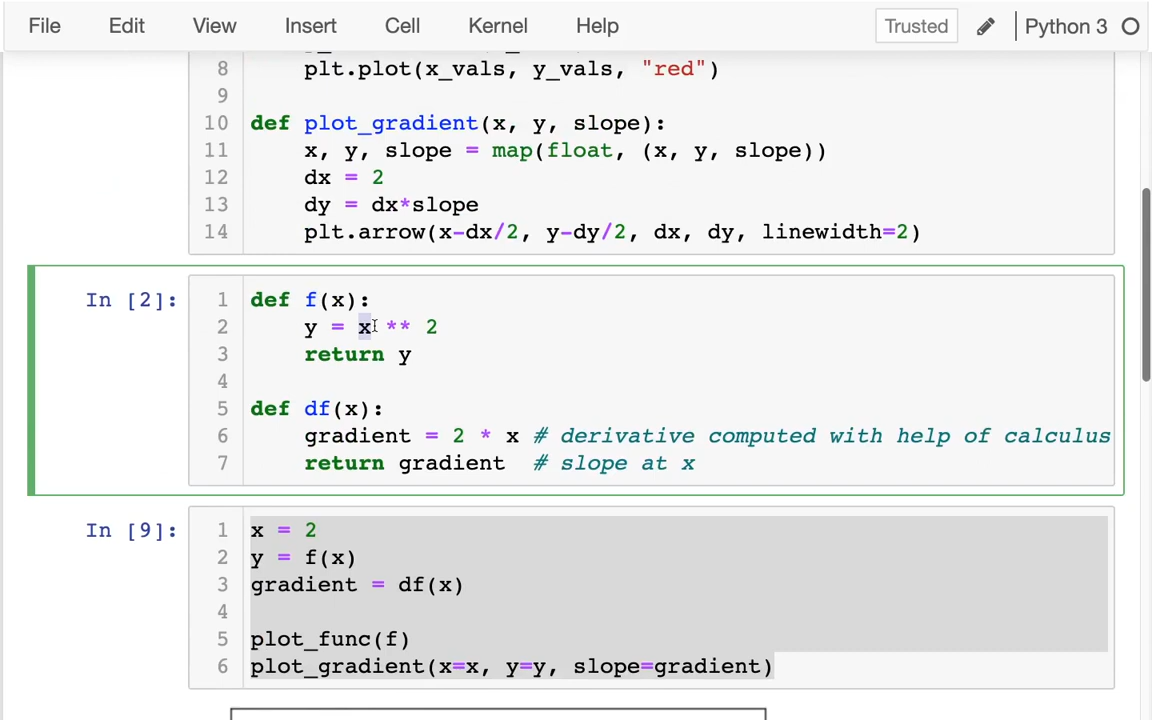 File Edit View Insert Cell Kernel Help Trusted Python 3
8 plt.plot(x_vals, y_vals, "red")
9
10 def plot_gradient(x, y, slope):
11 x, y, slope = map(float, (x, y, slope))
12 dx = 2
13 dy = dx*slope
14 plt.arrow(x-dx/2, y-dy/2, dx, dy, linewidth=2)
In [2]: 1 def f(x):
2 y = x ** 2
3 return y
4
5 def df(x):
6 gradient = 2 * x # derivative computed with help of calculus
7 return gradient # slope at x
In [9]: 1 x = 2
2 y = f(x)
3 gradient = df(x)
4
5 plot_func(f)
6 plot_gradient(x=x, y=y, slope=gradient)